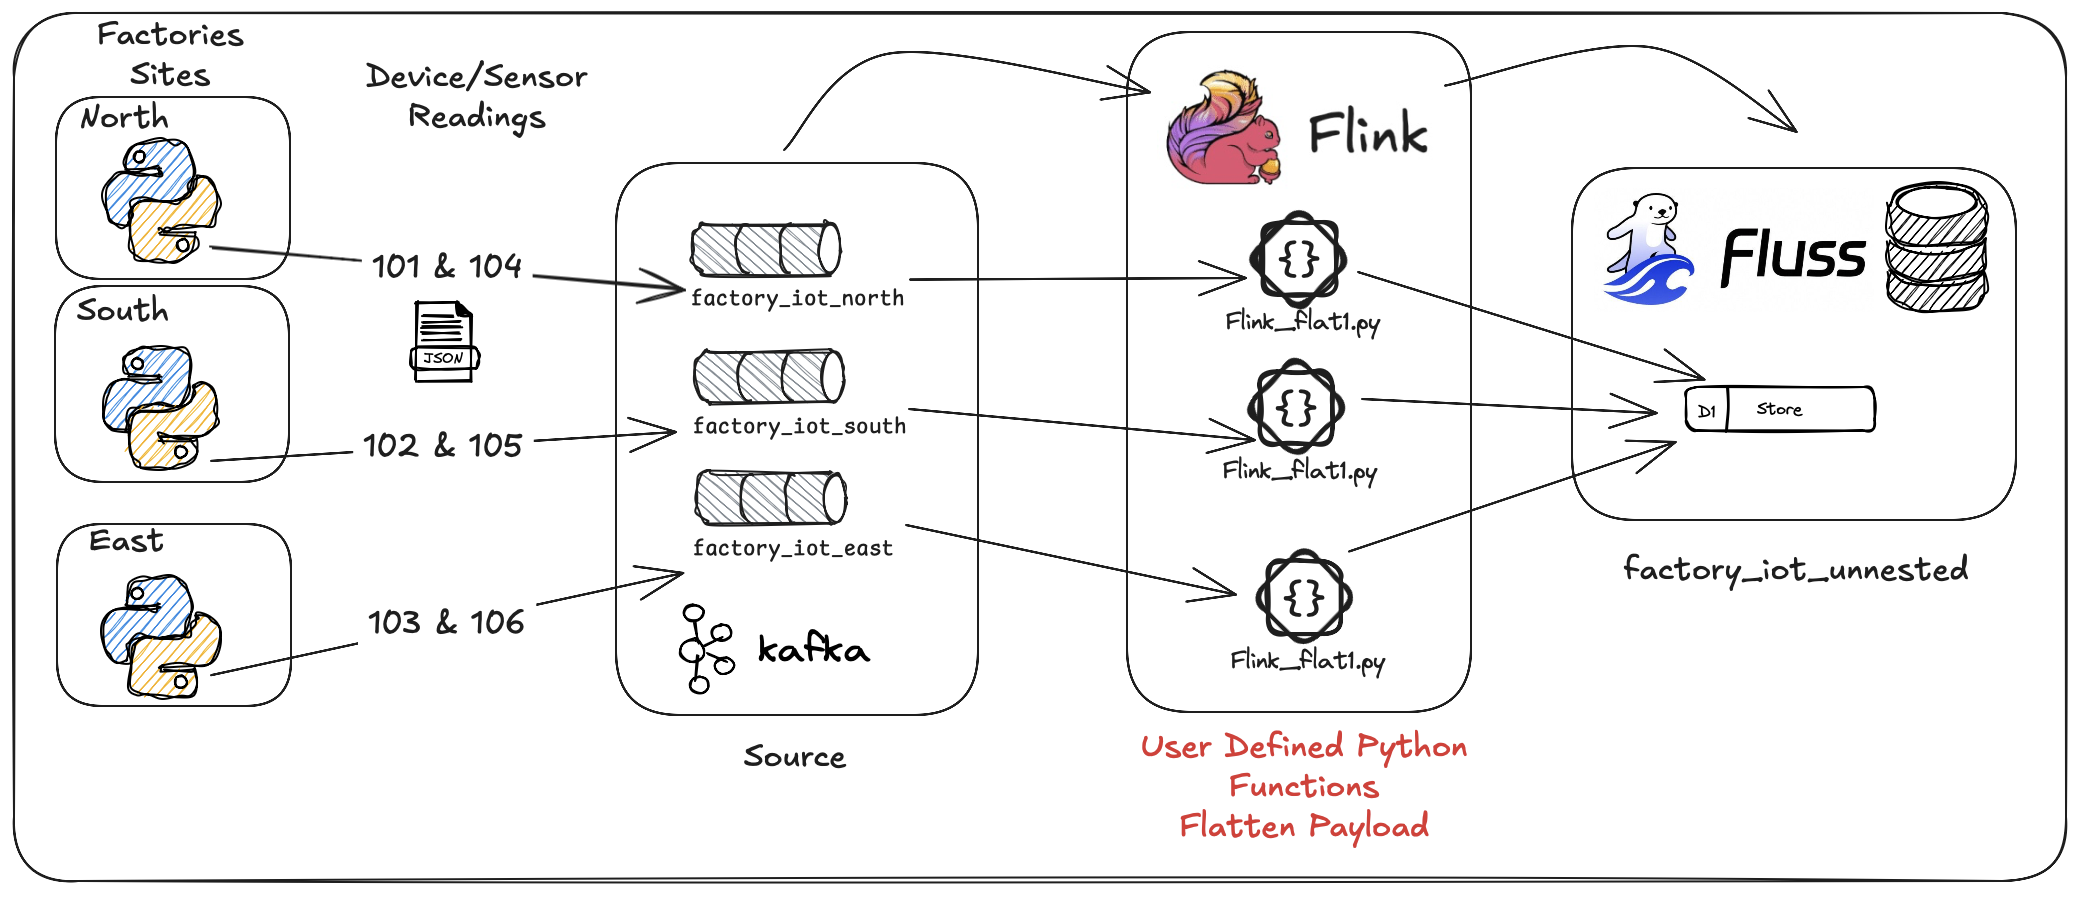 Factories
Sites
North
South
East
Device/Sensor
Readings
101 & 104
JSON
102 & 105
103 & 106
factory_iot_north
factory_iot_south
factory_iot_east
kafka
Source
Flink
{}
Flink_flat1.py
{}
Flink_flat1.py
{}
Flink_flat1.py
User Defined Python
Functions
Flatten Payload
Fluss
D1 Store
factory_iot_unnested